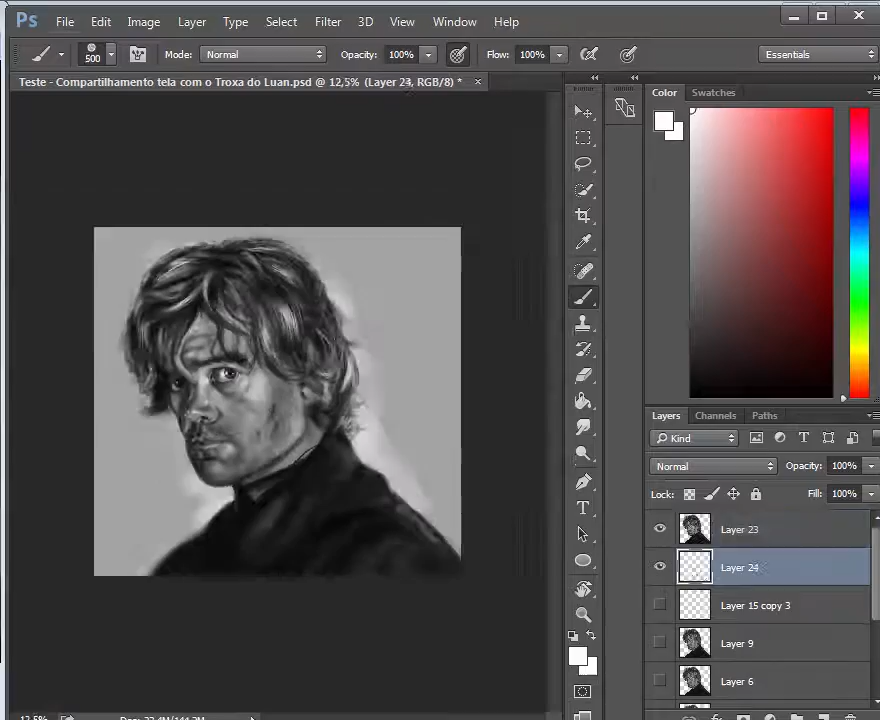 Ps File Edit Image Layer Type Select Filter 3D View Window Help
500 Mode: Normal Opacity: 100% Flow: 100% Essentials
Teste - Compartilhamento tela com o Troxa do Luan.psd @ 12,5% (Layer 23, RGB/8) * ×
Color Swatches
Layers Channels Paths
Kind
Normal Opacity: 100%
Lock: Fill: 100%
Layer 23
Layer 24
Layer 15 copy 3
Layer 9
Layer 6